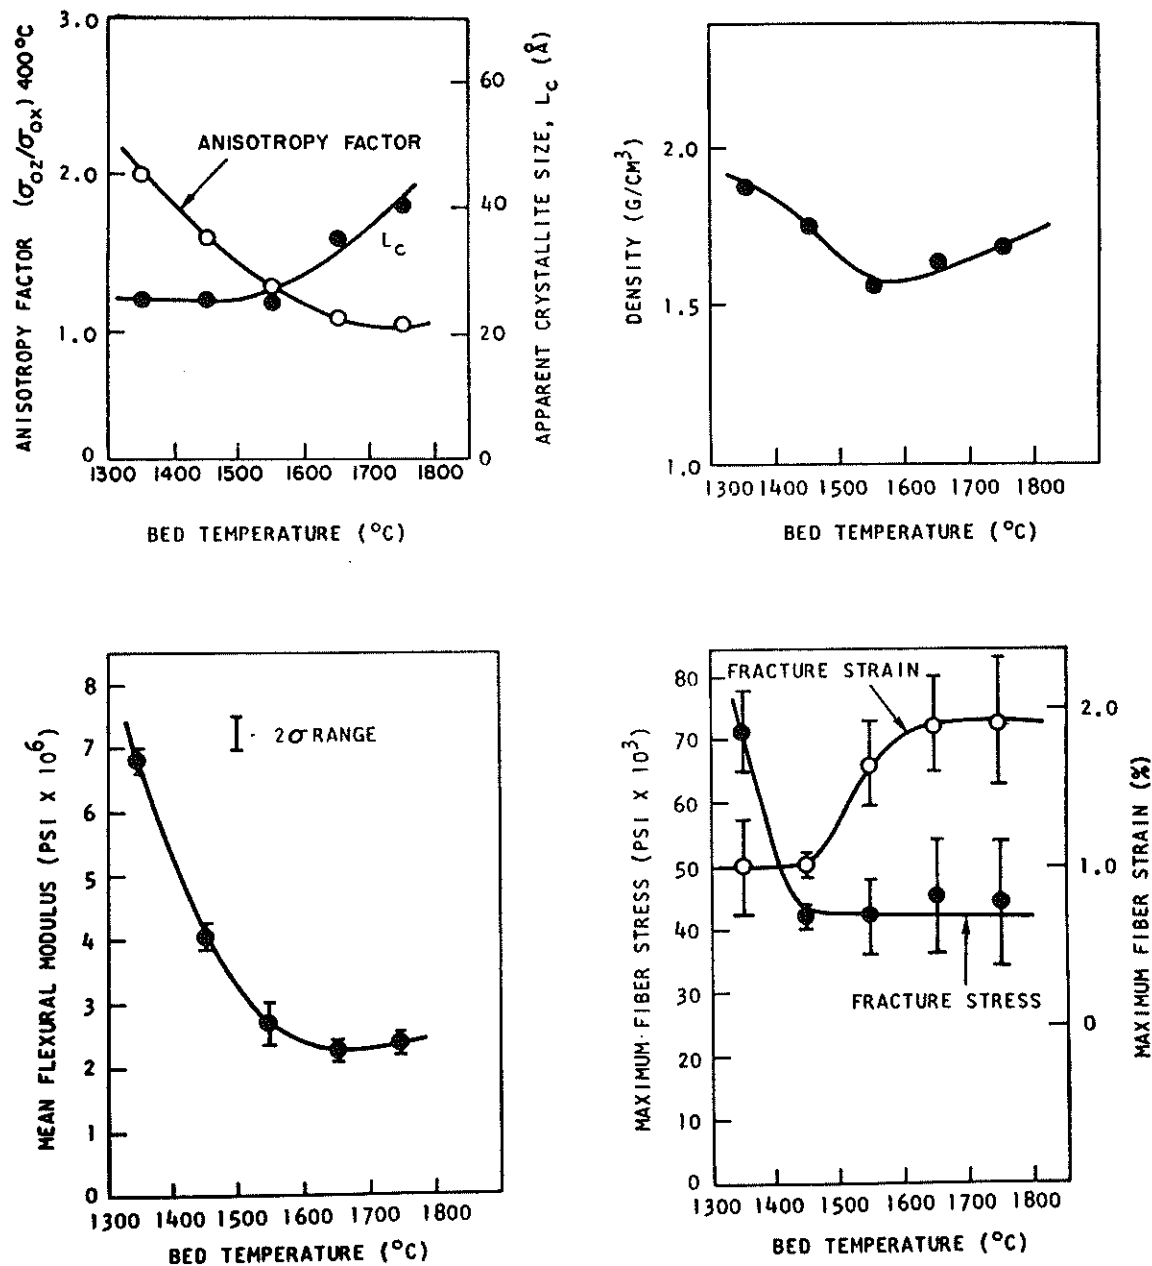 3.0
2.0
1.0
0
ANISOTROPY FACTOR (σoz/σox) 400°C
ANISOTROPY FACTOR
Lc
60
40
20
0
APPARENT CRYSTALLITE SIZE, Lc (Å)
1300 1400 1500 1600 1700 1800
BED TEMPERATURE (°C)
2.0
1.5
1.0
DENSITY (G/CM³)
1300 1400 1500 1600 1700 1800
BED TEMPERATURE (°C)
8
7
6
5
4
3
2
1
0
MEAN FLEXURAL MODULUS (PSI X 10⁶)
2σ RANGE
1300 1400 1500 1600 1700 1800
BED TEMPERATURE (°C)
80
70
60
50
40
30
20
10
0
MAXIMUM FIBER STRESS (PSI X 10³)
FRACTURE STRAIN
FRACTURE STRESS
2.0
1.0
0
MAXIMUM FIBER STRAIN (%)
1300 1400 1500 1600 1700 1800
BED TEMPERATURE (°C)